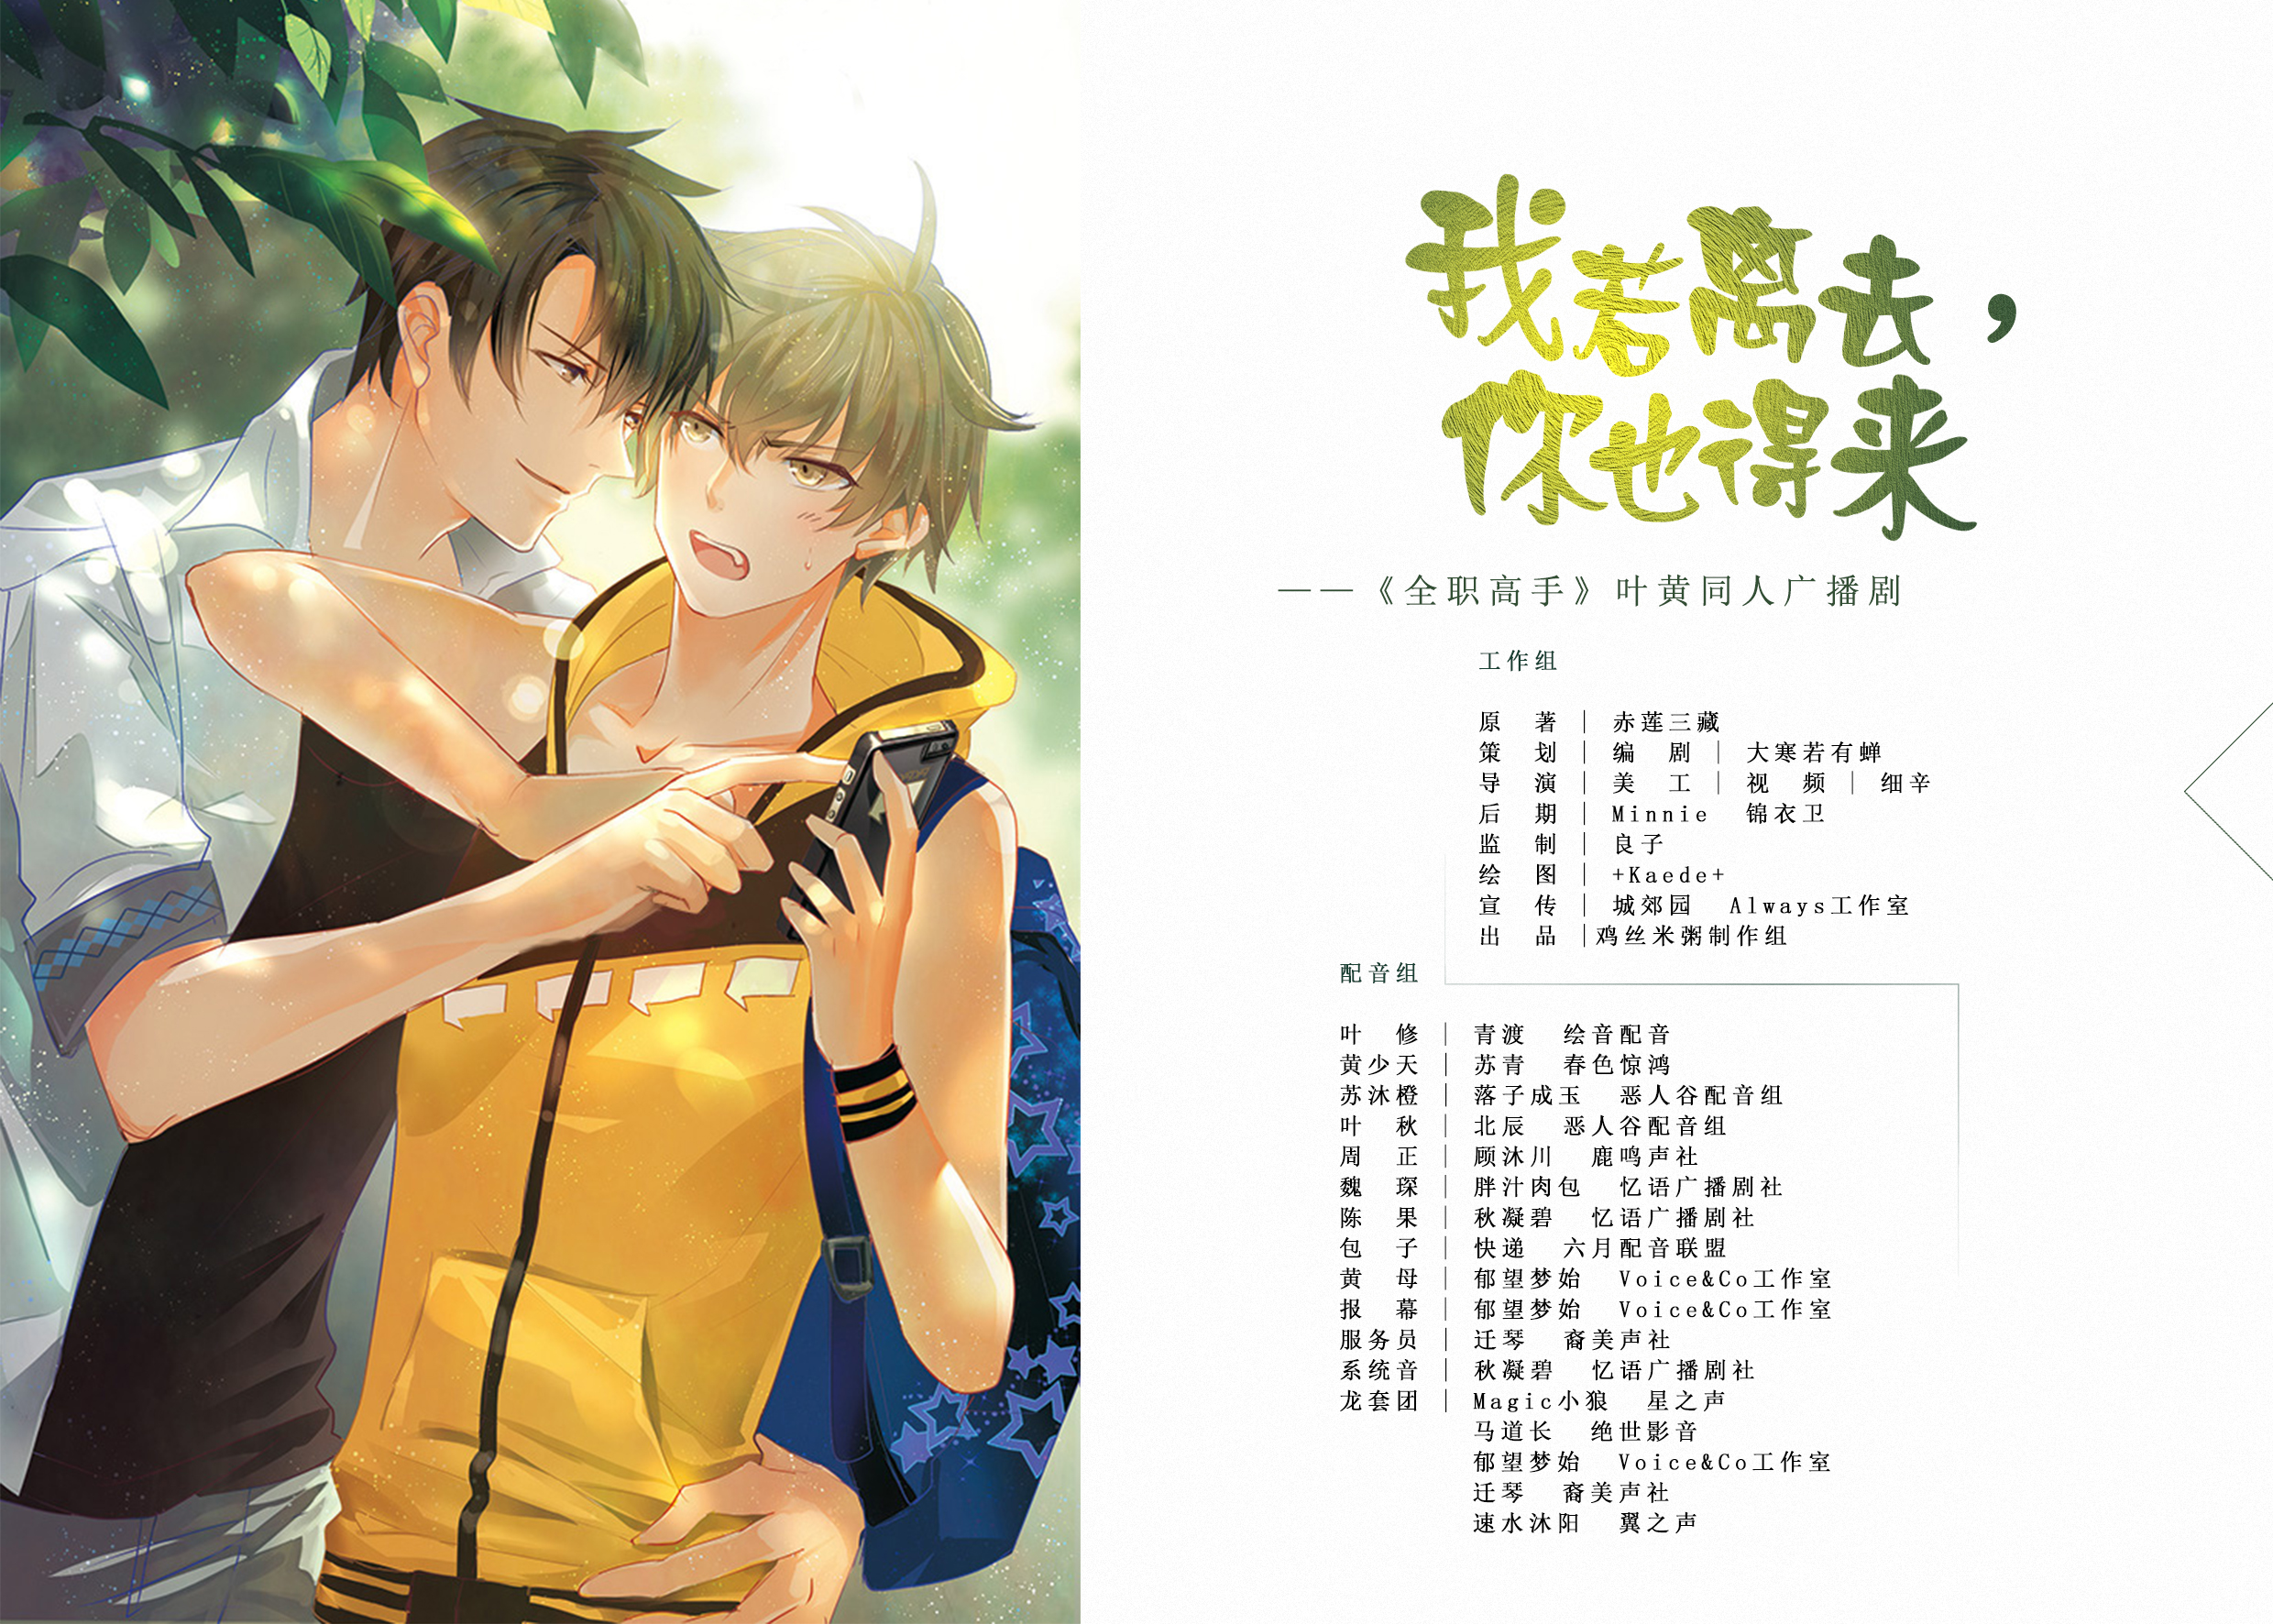 我若离去，
你也得来
——《全职高手》叶黄同人广播剧
工作组
原 著｜ 赤莲三藏
策 划｜ 编 剧｜ 大寒若有蝉
导 演｜ 美 工｜ 视 频｜ 细辛
后 期｜ Minnie 锦衣卫
监 制｜ 良子
绘 图｜ +Kaede+
宣 传｜ 城郊园 Always工作室
出 品｜鸡丝米粥制作组
配音组
叶 修｜ 青渡 绘音配音
黄少天｜ 苏青 春色惊鸿
苏沐橙｜ 落子成玉 恶人谷配音组
叶 秋｜ 北辰 恶人谷配音组
周 正｜ 顾沐川 鹿鸣声社
魏 琛｜ 胖汁肉包 忆语广播剧社
陈 果｜ 秋凝碧 忆语广播剧社
包 子｜ 快递 六月配音联盟
黄 母｜ 郁望梦始 Voice&Co工作室
报 幕｜ 郁望梦始 Voice&Co工作室
服务员｜ 迁琴 裔美声社
系统音｜ 秋凝碧 忆语广播剧社
龙套团｜ Magic小狼 星之声
马道长 绝世影音
郁望梦始 Voice&Co工作室
迁琴 裔美声社
速水沐阳 翼之声